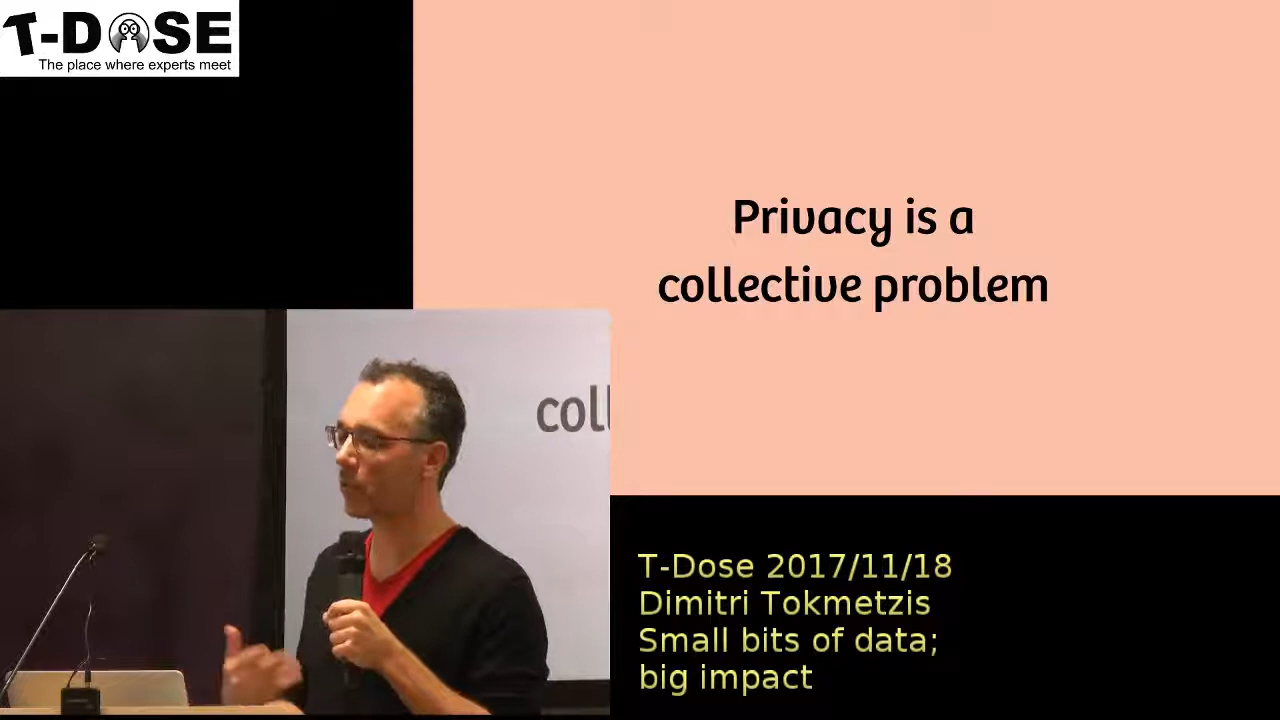 T-DOSE
The place where experts meet
Privacy is a
collective problem
coll
T-Dose 2017/11/18
Dimitri Tokmetzis
Small bits of data;
big impact